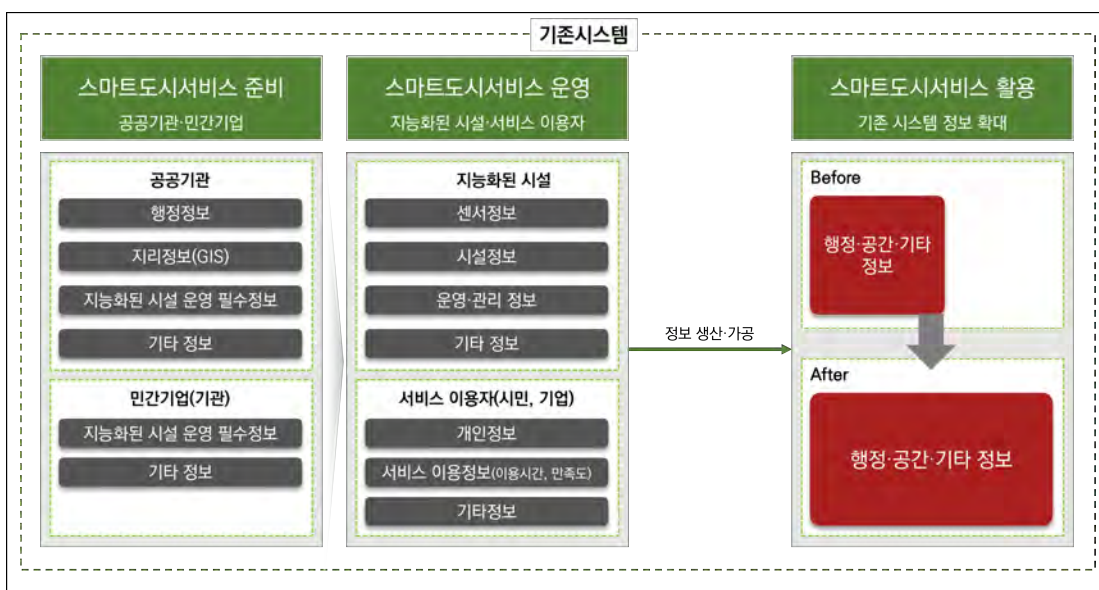 기존시스템
스마트도시서비스 준비
공공기관·민간기업
공공기관
행정정보
지리정보(GIS)
지능화된 시설 운영 필수정보
기타 정보
민간기업(기관)
지능화된 시설 운영 필수정보
기타 정보
스마트도시서비스 운영
지능화된 시설·서비스 이용자
지능화된 시설
센서정보
시설정보
운영·관리 정보
기타 정보
서비스 이용자(시민, 기업)
개인정보
서비스 이용정보(이용시간, 만족도)
기타정보
정보 생산·가공
스마트도시서비스 활용
기존 시스템 정보 확대
Before
행정·공간·기타
정보
After
행정·공간·기타 정보